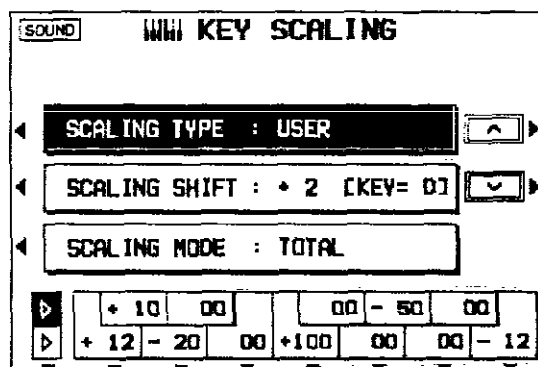 SOUND KEY SCALING
SCALING TYPE : USER
SCALING SHIFT : + 2 [KEY= D]
SCALING MODE : TOTAL
+ 10 00 00 - 50 00
+ 12 - 20 00 +100 00 00 - 12